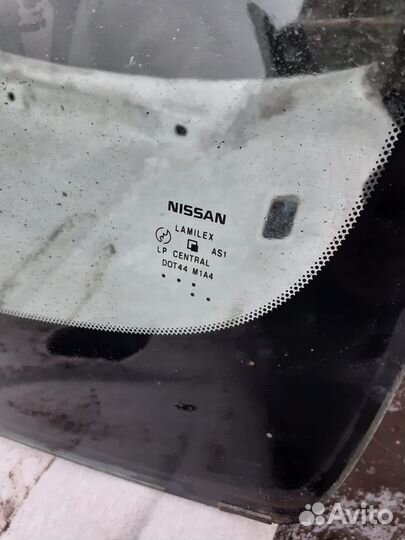 NISSAN
LAMILEX
AS1
LP CENTRAL
DOT44 M1A4
Avito